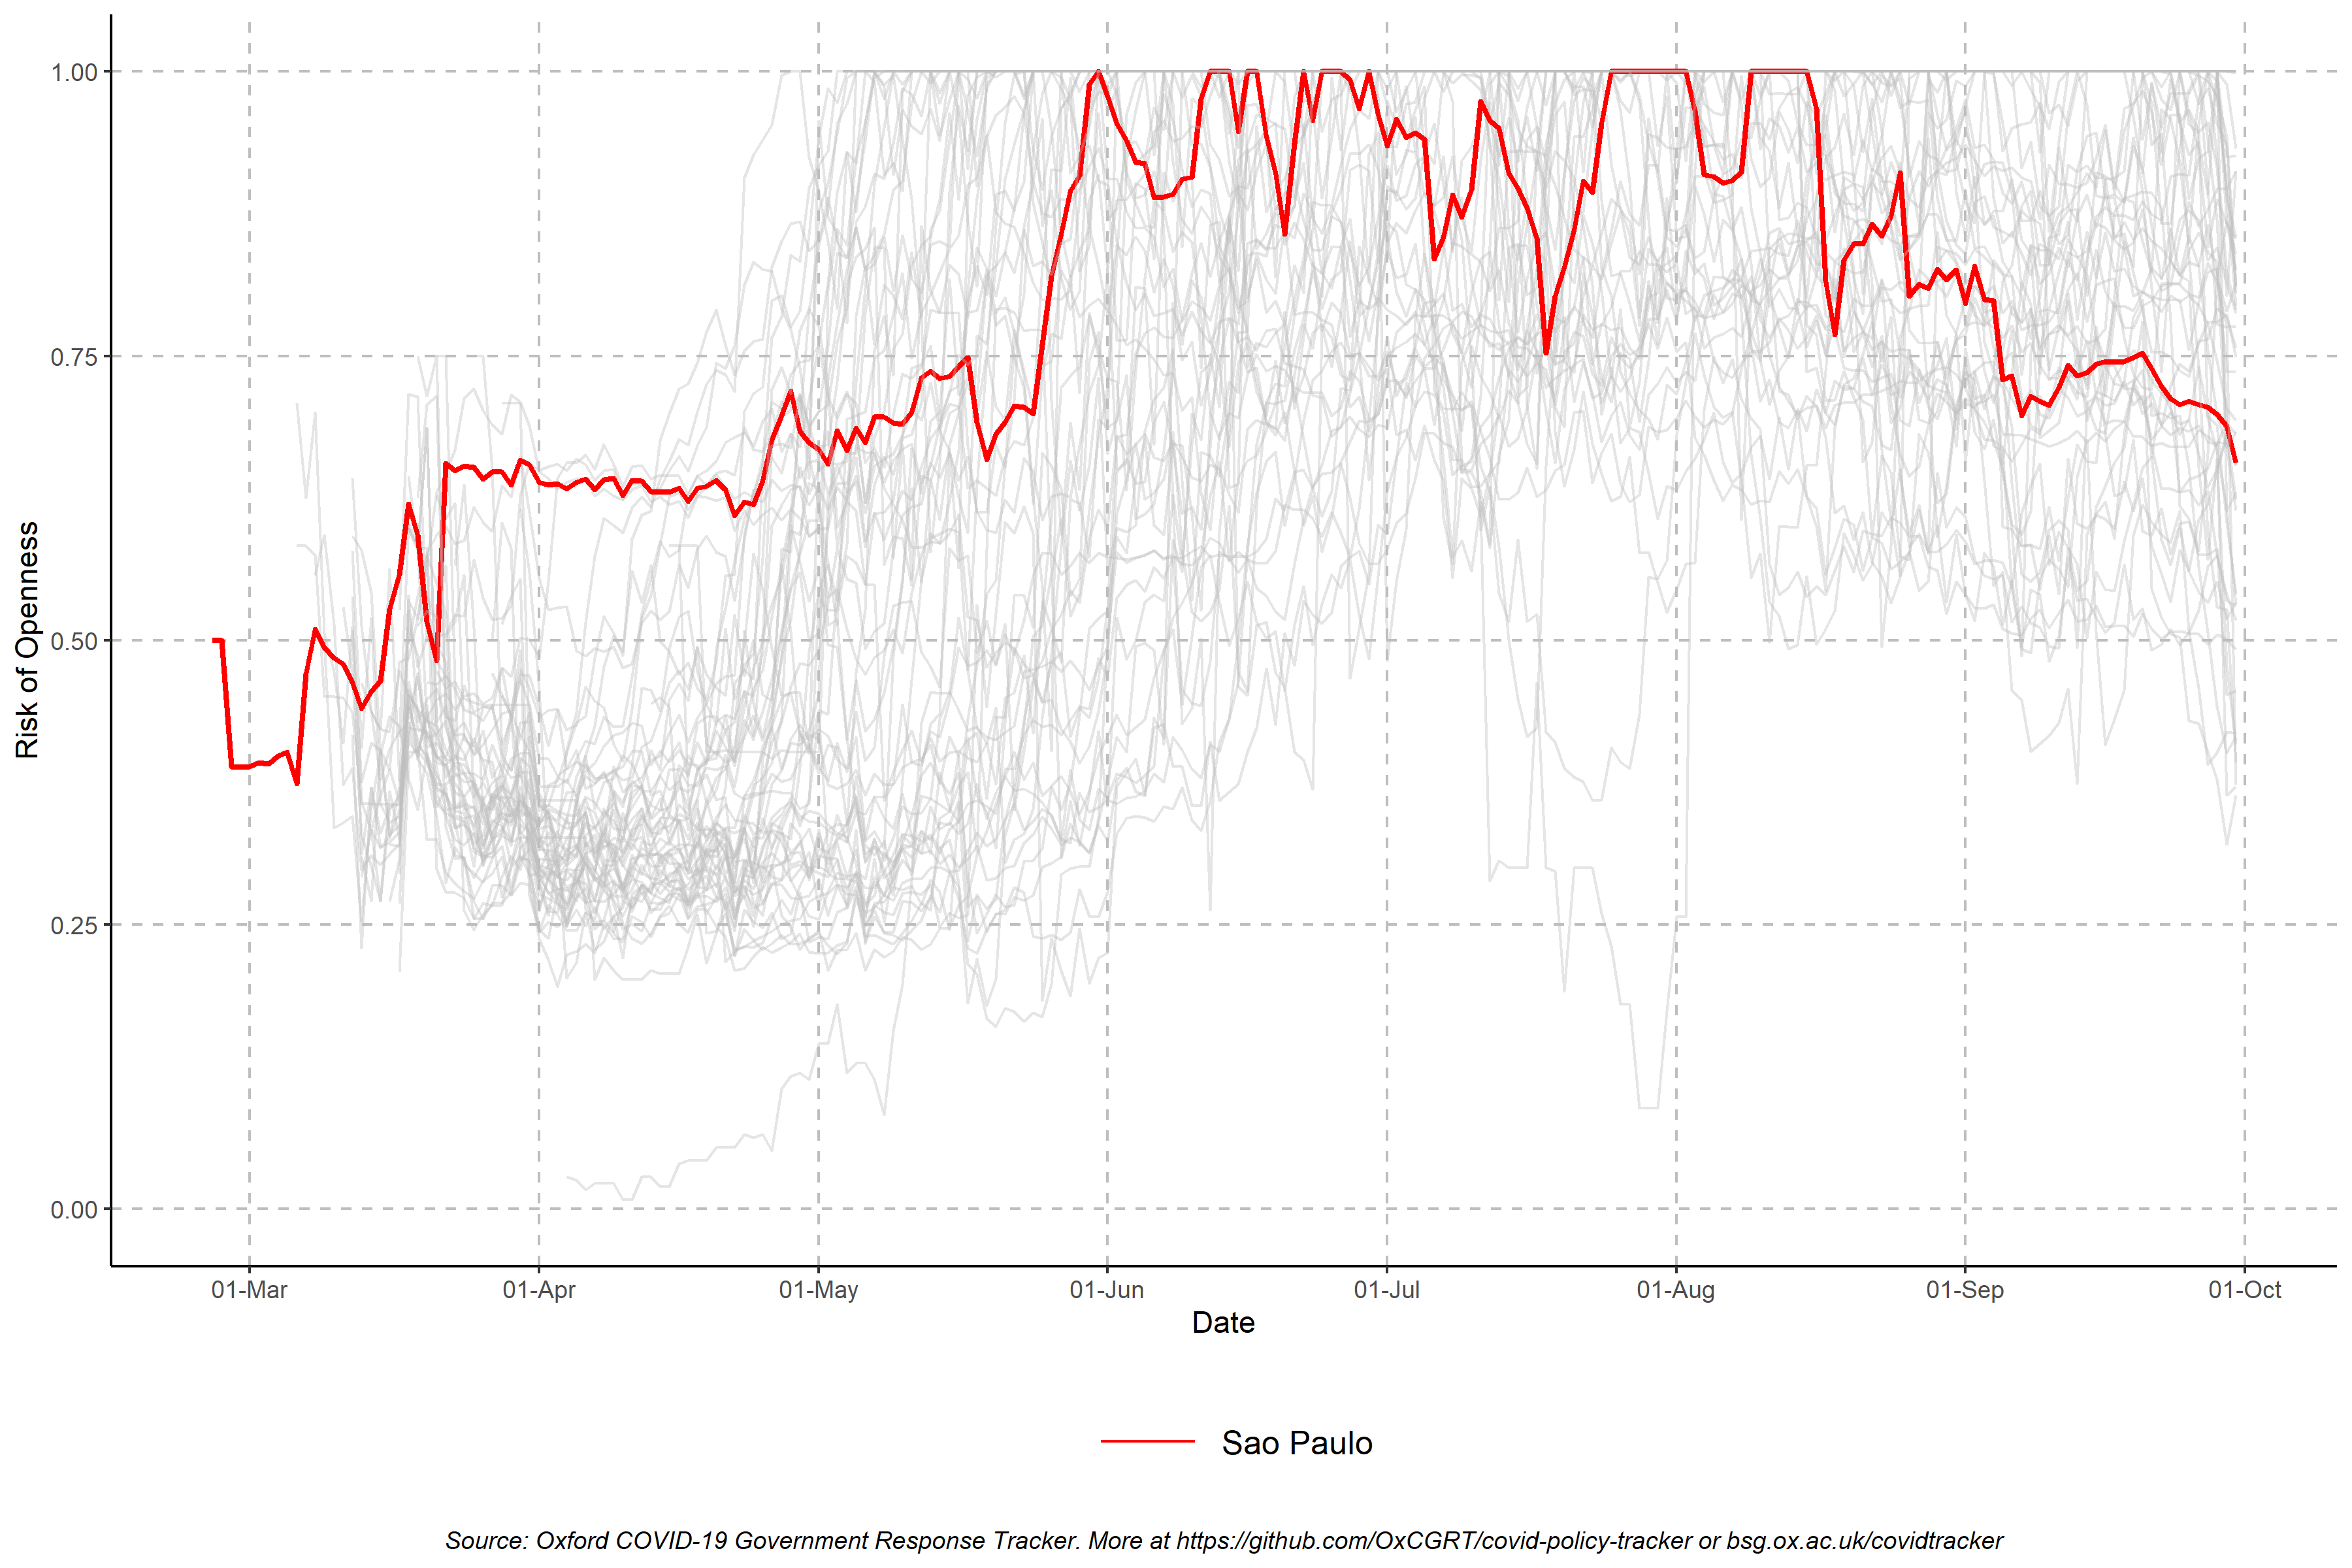 Risk of Openness
1.00
0.75
0.50
0.25
0.00
01-Mar 01-Apr 01-May 01-Jun 01-Jul 01-Aug 01-Sep 01-Oct
Date
Sao Paulo
Source: Oxford COVID-19 Government Response Tracker. More at https://github.com/OxCGRT/covid-policy-tracker or bsg.ox.ac.uk/covidtracker